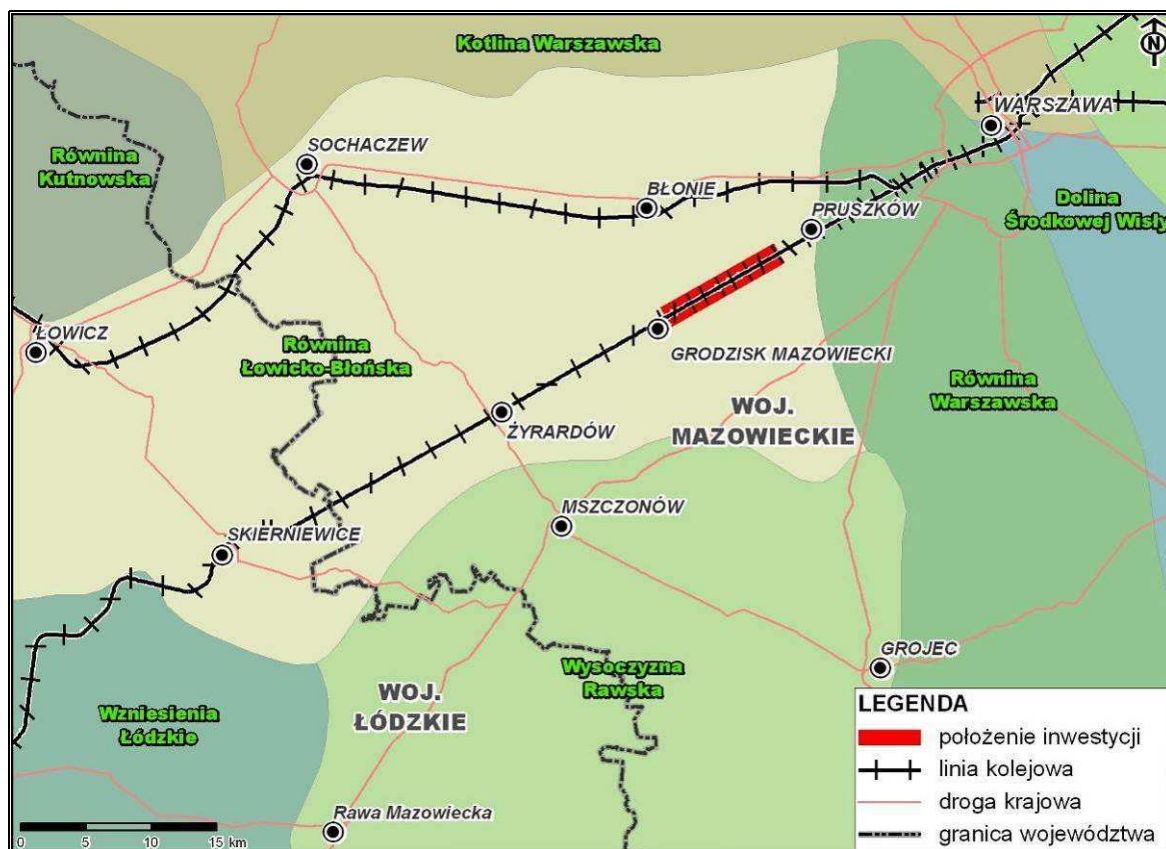 Kotlina Warszawska
N
WARSZAWA
SOCHACZEW
Równina
Kutnowska
BŁONIE
PRUSZKÓW
Dolina
Środkowej Wisły
ŁOWICZ
Równina
Łowicko-Błońska
GRODZISK MAZOWIECKI
Równina
Warszawska
WOJ.
MAZOWIECKIE
ŻYRARDÓW
MSZCZONÓW
SKIERNIEWICE
GROJEC
Wysoczyzna
Rawska
WOJ.
ŁÓDZKIE
Wzniesienia
Łódzkie
LEGENDA
położenie inwestycji
linia kolejowa
droga krajowa
granica województwa
Rawa Mazowiecka
0 5 10 15 km